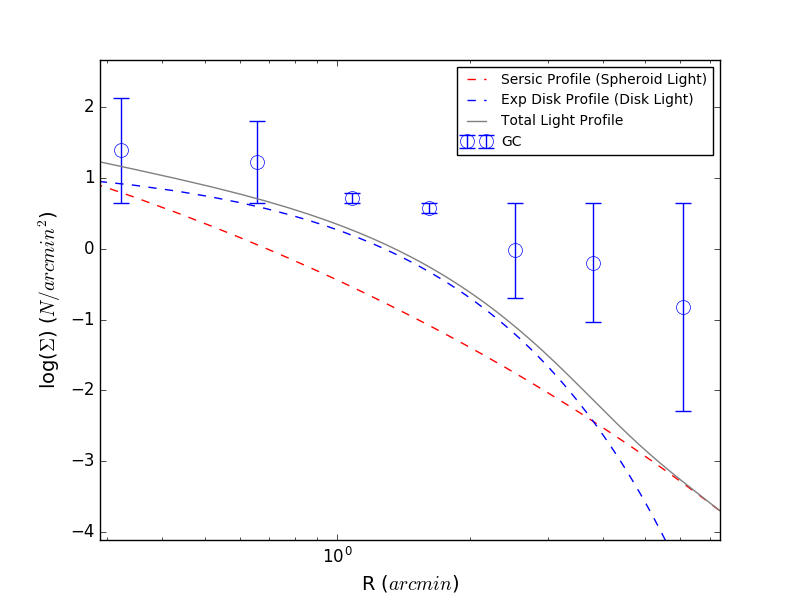 Sersic Profile (Spheroid Light)
Exp Disk Profile (Disk Light)
Total Light Profile
GC
2
1
0
−1
−2
−3
−4
log(Σ) (N/arcmin²)
10⁰
R (arcmin)